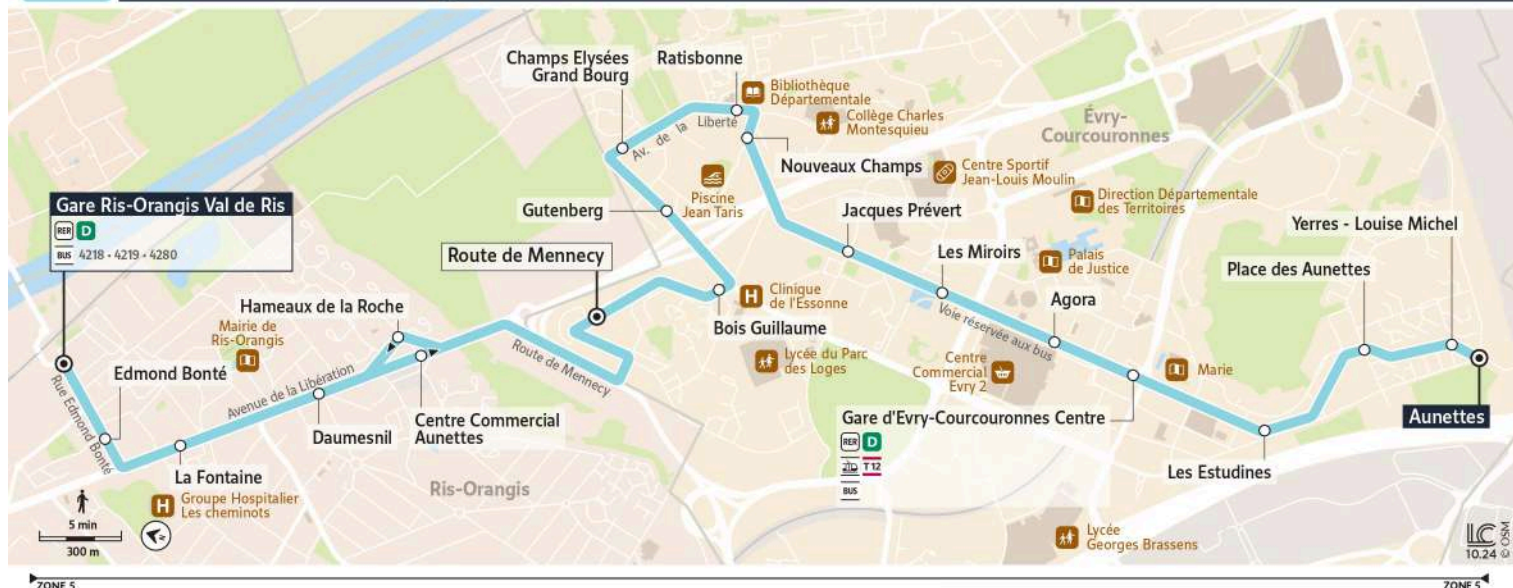 Champs Elysées
Grand Bourg
Ratisbonne
Bibliothèque
Départementale
Collège Charles
Montesquieu
Évry-
Courcouronnes
Av. de la Liberté
Nouveaux Champs
Centre Sportif
Jean-Louis Moulin
Piscine
Jean Taris
Direction Départementale
des Territoires
Gare Ris-Orangis Val de Ris
RER D
BUS 4218 • 4219 • 4280
Gutenberg
Jacques Prévert
Yerres - Louise Michel
Route de Mennecy
Les Miroirs
Palais
de Justice
Place des Aunettes
Hameaux de la Roche
H Clinique
de l'Essonne
Agora
Mairie de
Ris-Orangis
Bois Guillaume
Voie réservée aux bus
Route de Mennecy
Lycée du Parc
des Loges
Edmond Bonté
Rue Edmond Bonté
Avenue de la Libération
Centre
Commercial
Evry 2
Marie
Daumesnil
Centre Commercial
Aunettes
Gare d'Evry-Courcouronnes Centre
RER D
T 12
BUS
Aunettes
La Fontaine
Les Estudines
H Groupe Hospitalier
Les cheminots
Ris-Orangis
5 min
300 m
Lycée
Georges Brassens
LC
10.24 © OSM
ZONE 5
ZONE 5